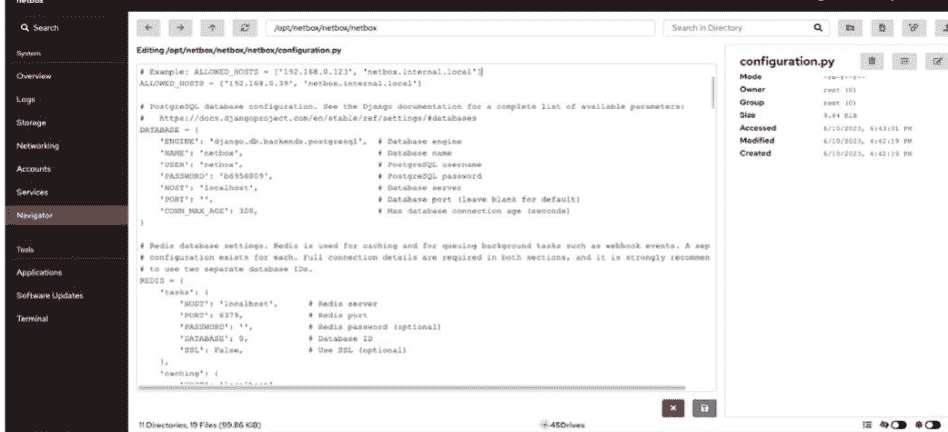 netbox
Search
System
Overview
Logs
Storage
Networking
Accounts
Services
Navigator
Tools
Applications
Software Updates
Terminal
/opt/netbox/netbox/netbox
Search in Directory
Editing /opt/netbox/netbox/netbox/configuration.py
# Example: ALLOWED_HOSTS = ['192.168.0.123', 'netbox.internal.local']
ALLOWED_HOSTS = ['192.168.0.39', 'netbox.internal.local']
# PostgreSQL database configuration. See the Django documentation for a complete list of available parameters:
#   https://docs.djangoproject.com/en/stable/ref/settings/#databases
DATABASE = {
'ENGINE': 'django.db.backends.postgresql',  # Database engine
'NAME': 'netbox',  # Database name
'USER': 'netbox',  # PostgreSQL username
'PASSWORD': 'b6956009',  # PostgreSQL password
'HOST': 'localhost',  # Database server
'PORT': '',  # Database port (leave blank for default)
'CONN_MAX_AGE': 300,  # Max database connection age (seconds)
}
# Redis database settings. Redis is used for caching and for queuing background tasks such as webhook events. A sep
# configuration exists for each. Full connection details are required in both sections, and it is strongly recommen
# to use two separate database IDs.
REDIS = {
'tasks': {
'HOST': 'localhost',  # Redis server
'PORT': 6379,  # Redis port
'PASSWORD': '',  # Redis password (optional)
'DATABASE': 0,  # Database ID
'SSL': False,  # Use SSL (optional)
},
'caching': {
configuration.py
Mode -rw-r--r--
Owner root (0)
Group root (0)
Size 9.84 KiB
Accessed 6/10/2023, 6:43:01 PM
Modified 6/10/2023, 6:42:19 PM
Created 6/10/2023, 6:42:19 PM
11 Directories, 19 Files (99.86 KiB)
45Drives